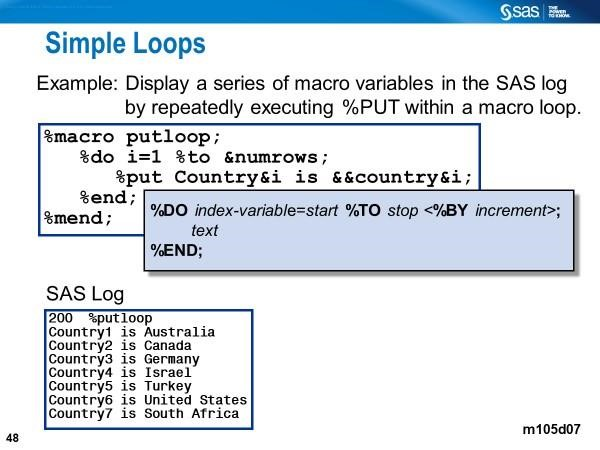 sas THE POWER TO KNOW.
Simple Loops
Example: Display a series of macro variables in the SAS log
by repeatedly executing %PUT within a macro loop.
%macro putloop;
%do i=1 %to &numrows;
%put Country&i is &&country&i;
%end;
%mend;
%DO index-variable=start %TO stop <%BY increment>;
text
%END;
SAS Log
200  %putloop
Country1 is Australia
Country2 is Canada
Country3 is Germany
Country4 is Israel
Country5 is Turkey
Country6 is United States
Country7 is South Africa
48
m105d07